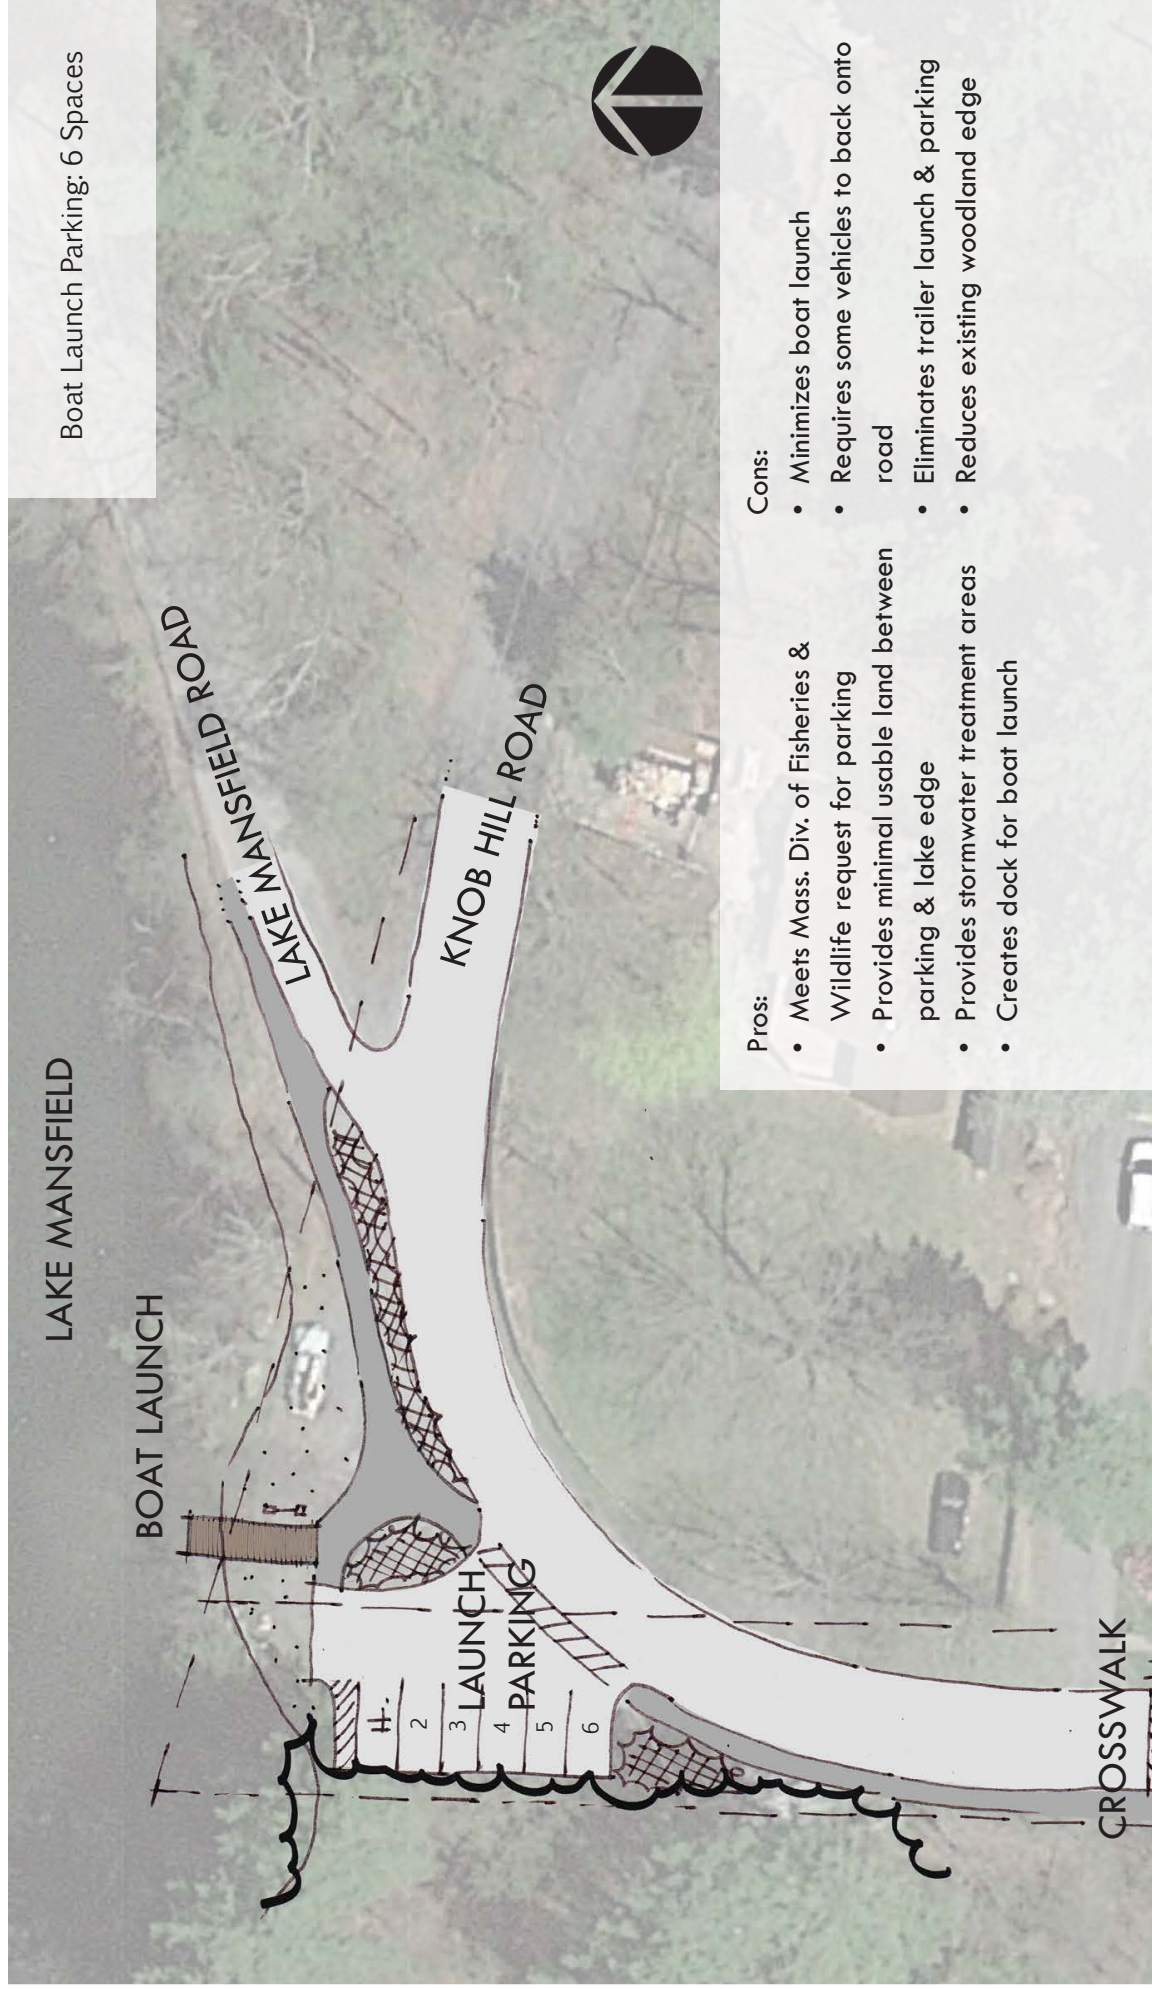 Boat Launch Parking: 6 Spaces
LAKE MANSFIELD
BOAT LAUNCH
LAKE MANSFIELD ROAD
KNOB HILL ROAD
LAUNCH
PARKING
H.
2
3
4
5
6
CROSSWALK
Pros:
• Meets Mass. Div. of Fisheries &
Wildlife request for parking
• Provides minimal usable land between
parking & lake edge
• Provides stormwater treatment areas
• Creates dock for boat launch
Cons:
• Minimizes boat launch
• Requires some vehicles to back onto
road
• Eliminates trailer launch & parking
• Reduces existing woodland edge